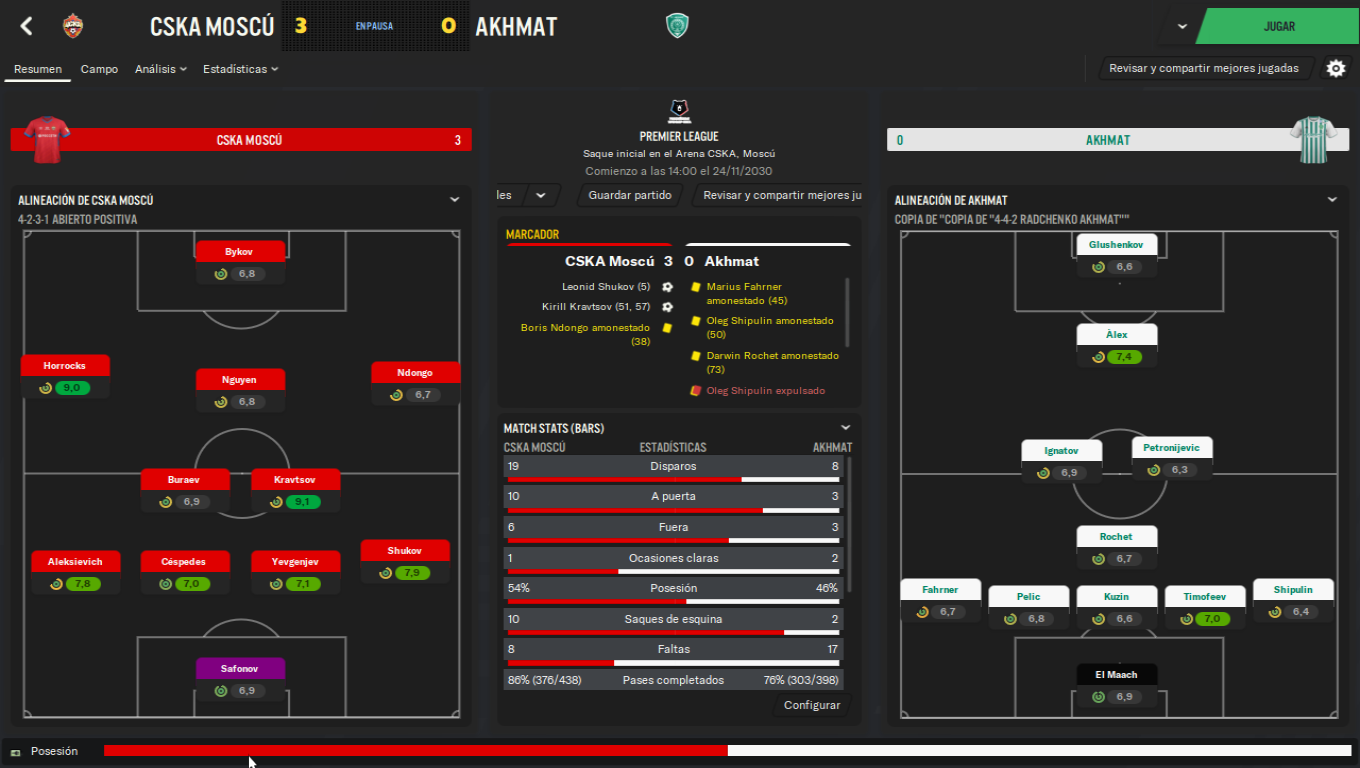 CSKA MOSCÚ
3
EN PAUSA
0
AKHMAT
JUGAR
Resumen
Campo
Análisis
Estadísticas
Revisar y compartir mejores jugadas
CSKA MOSCÚ
3
ALINEACIÓN DE CSKA MOSCÚ
4-2-3-1 ABIERTO POSITIVA
Bykov
6,8
Horrocks
9,0
Nguyen
6,8
Ndongo
6,7
Buraev
6,9
Kravtsov
9,1
Aleksievich
7,8
Céspedes
7,0
Yevgenjev
7,1
Shukov
7,9
Safonov
6,9
PREMIER LEAGUE
Saque inicial en el Arena CSKA, Moscú
Comienzo a las 14:00 el 24/11/2030
les
Guardar partido
Revisar y compartir mejores ju
MARCADOR
CSKA Moscú 3 0 Akhmat
Leonid Shukov (5)
Kirill Kravtsov (51, 57)
Boris Ndongo amonestado
(38)
Marius Fahrner
amonestado (45)
Oleg Shipulin amonestado
(50)
Darwin Rochet amonestado
(73)
Oleg Shipulin expulsado
MATCH STATS (BARS)
CSKA MOSCÚ ESTADÍSTICAS AKHMAT
19 Disparos 8
10 A puerta 3
6 Fuera 3
1 Ocasiones claras 2
54% Posesión 46%
10 Saques de esquina 2
8 Faltas 17
86% (376/438) Pases completados 76% (303/398)
Configurar
0
AKHMAT
ALINEACIÓN DE AKHMAT
COPIA DE "COPIA DE "4-4-2 RADCHENKO AKHMAT""
Glushenkov
6,6
Àlex
7,4
Ignatov
6,9
Petronijevic
6,3
Rochet
6,7
Fahrner
6,7
Pelic
6,8
Kuzin
6,6
Timofeev
7,0
Shipulin
6,4
El Maach
6,9
Posesión